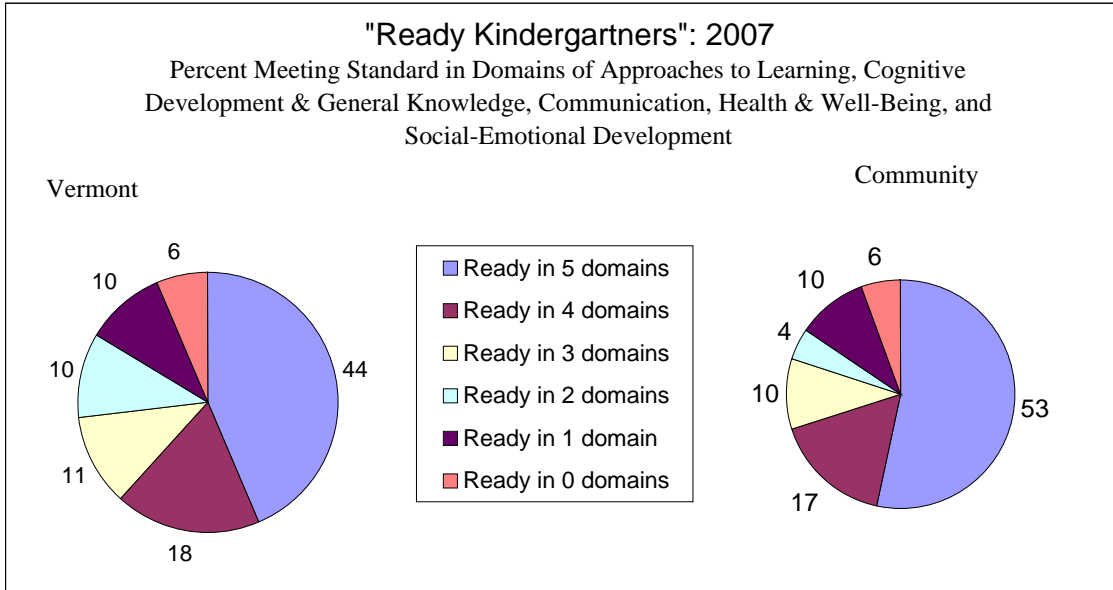 "Ready Kindergartners": 2007
Percent Meeting Standard in Domains of Approaches to Learning, Cognitive
Development & General Knowledge, Communication, Health & Well-Being, and
Social-Emotional Development
Vermont
6
10
10
11
18
44
Ready in 5 domains
Ready in 4 domains
Ready in 3 domains
Ready in 2 domains
Ready in 1 domain
Ready in 0 domains
Community
6
10
4
10
17
53